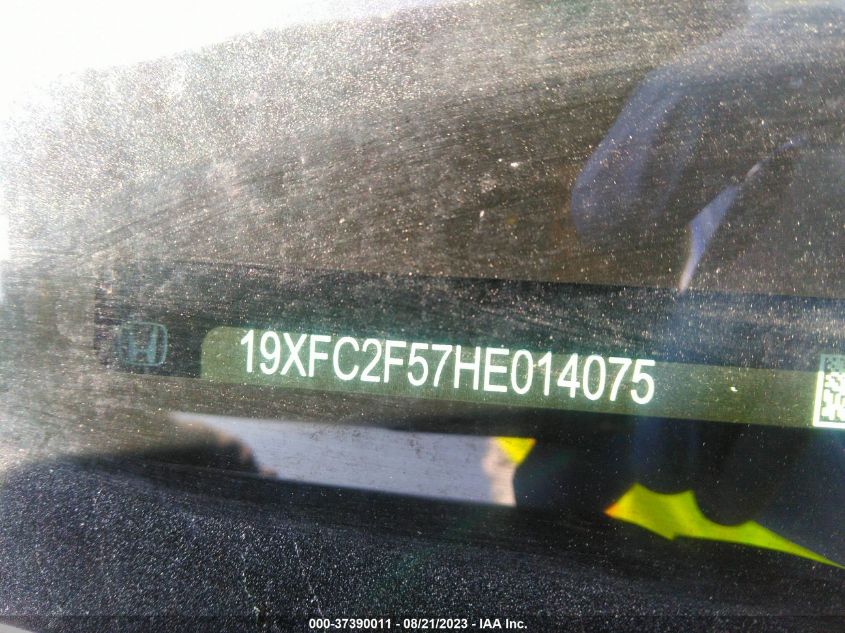 19XFC2F57HE014075
000-37390011 - 08/21/2023 - IAA Inc.